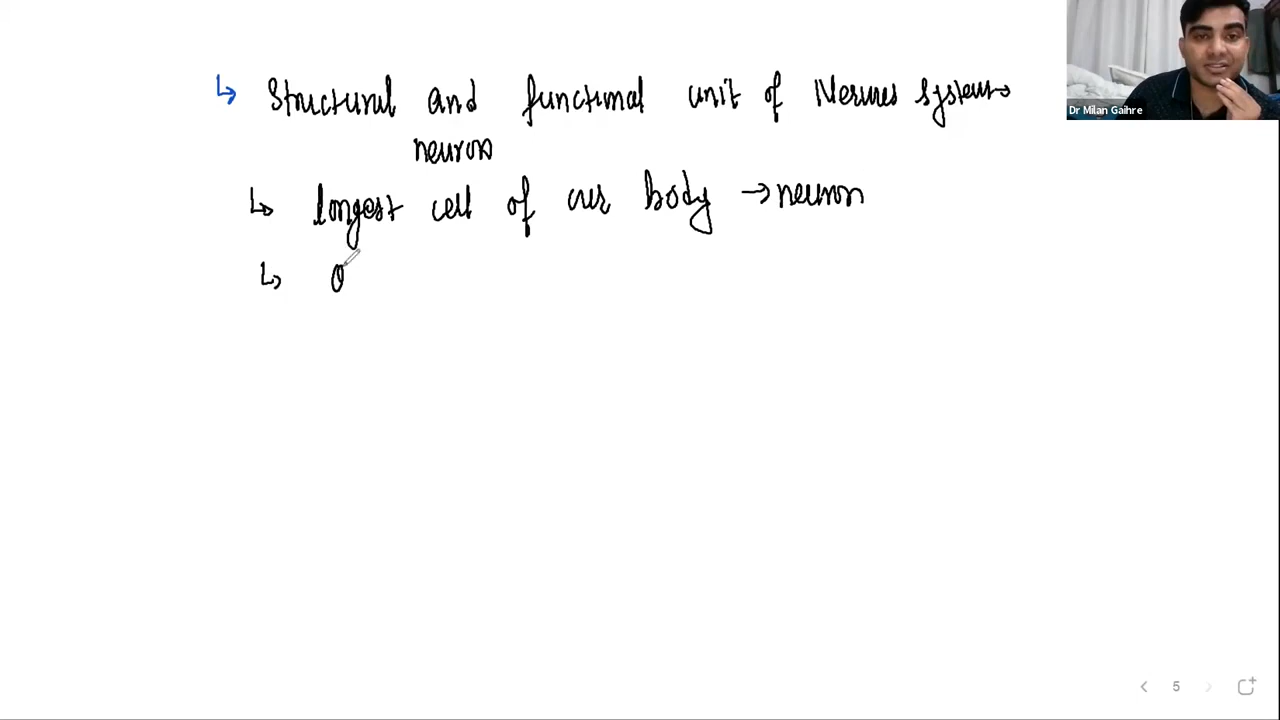 Dr Milan Gaihre
↳ Structural and functional unit of Nervous system →
neuron
↳ longest cell of our body → neuron
↳ O
5